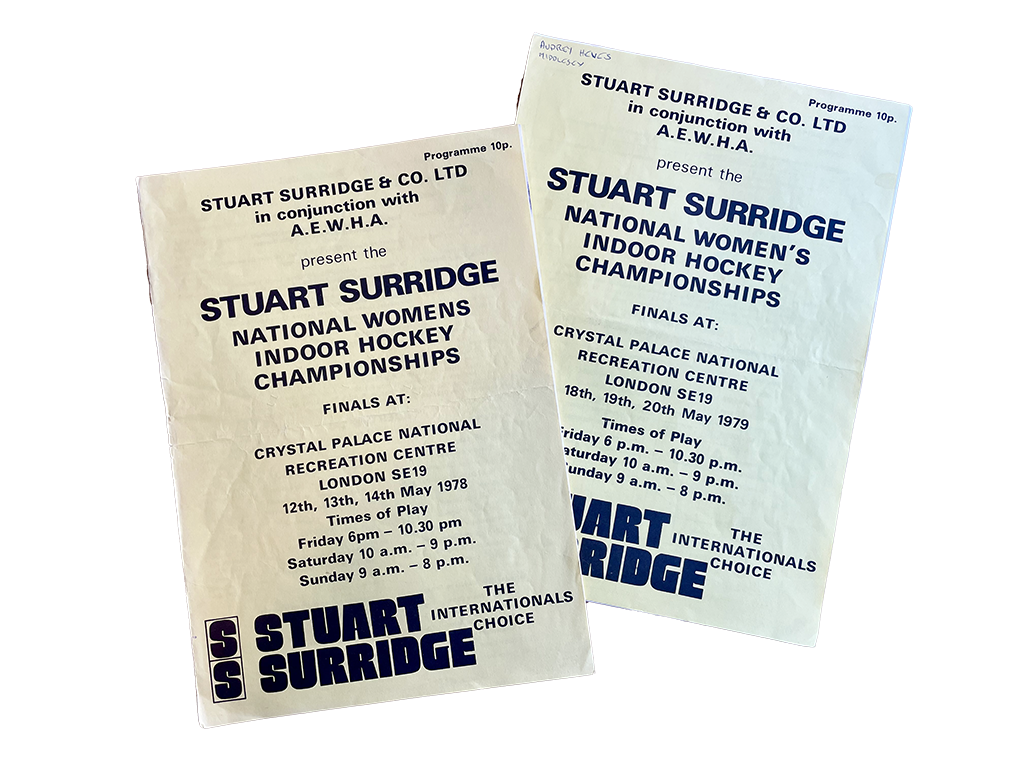 Programme 10p.
STUART SURRIDGE & CO. LTD
in conjunction with
A.E.W.H.A.
present the
STUART SURRIDGE
NATIONAL WOMENS
INDOOR HOCKEY
CHAMPIONSHIPS
FINALS AT:
CRYSTAL PALACE NATIONAL
RECREATION CENTRE
LONDON SE19
12th, 13th, 14th May 1978
Times of Play
Friday 6pm – 10.30 pm
Saturday 10 a.m. – 9 p.m.
Sunday 9 a.m. – 8 p.m.
S
S
STUART
SURRIDGE
THE
INTERNATIONALS
CHOICE
AUDREY
MIDDLESEX
Programme 10p.
STUART SURRIDGE & CO. LTD
in conjunction with
A.E.W.H.A.
present the
STUART SURRIDGE
NATIONAL WOMEN'S
INDOOR HOCKEY
CHAMPIONSHIPS
FINALS AT:
CRYSTAL PALACE NATIONAL
RECREATION CENTRE
LONDON SE19
18th, 19th, 20th May 1979
Times of Play
Friday 6 p.m. – 10.30 p.m.
Saturday 10 a.m. – 9 p.m.
Sunday 9 a.m. – 8 p.m.
UART
RIDGE
THE
INTERNATIONALS
CHOICE